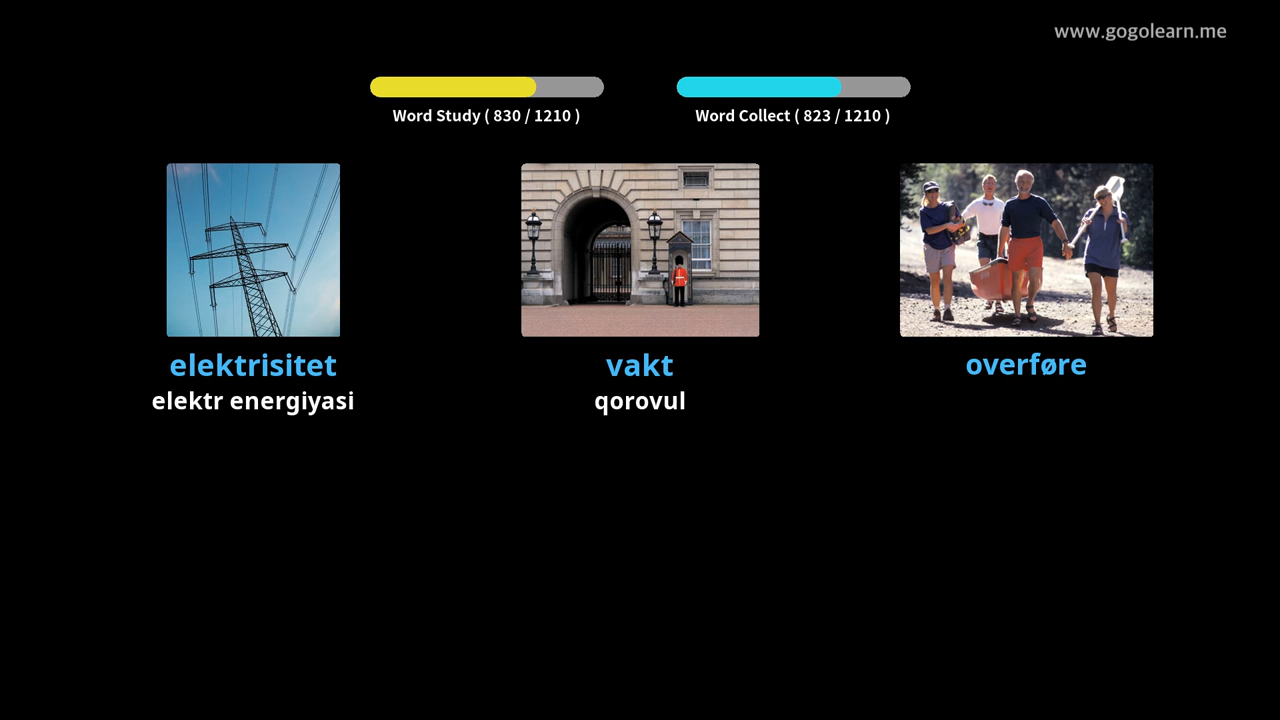 www.gogolearn.me
Word Study ( 830 / 1210 )
Word Collect ( 823 / 1210 )
elektrisitet
elektr energiyasi
vakt
qorovul
overføre